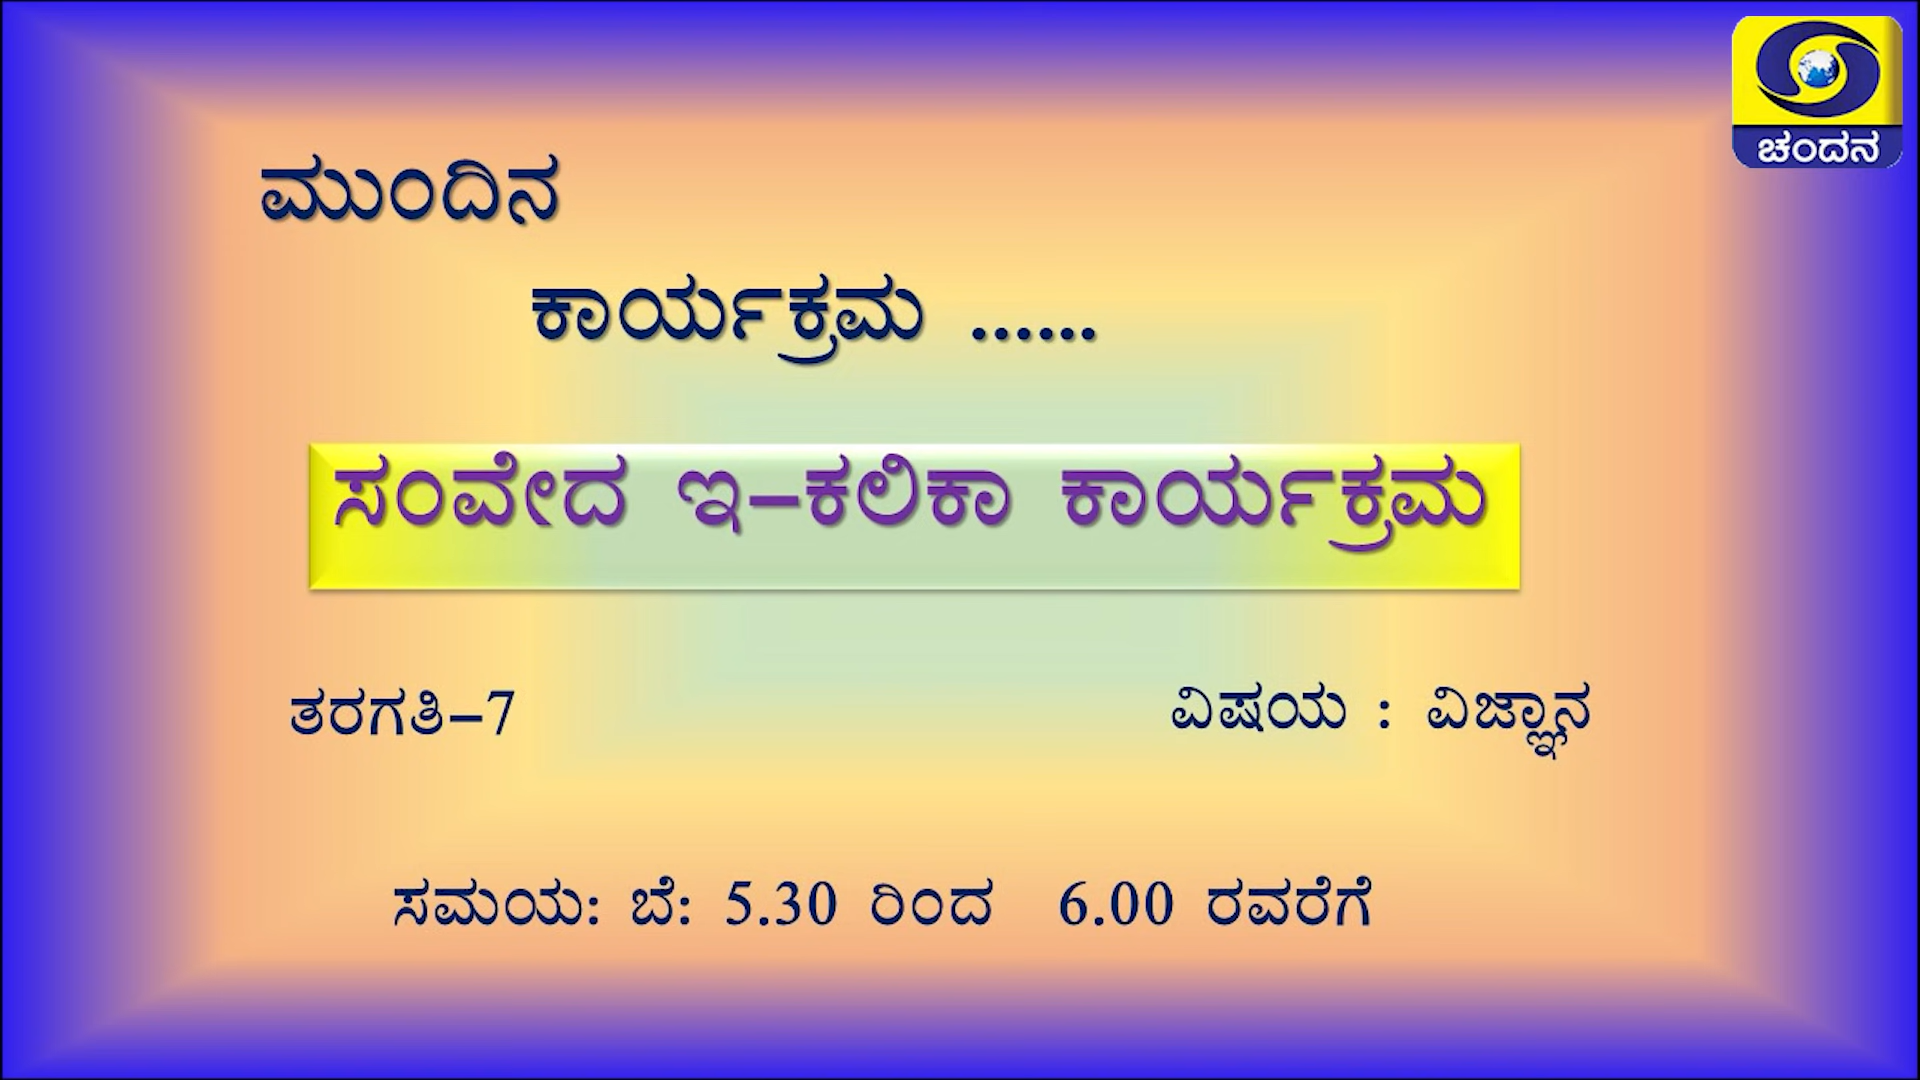 ಚಂದನ
ಮುಂದಿನ
ಕಾರ್ಯಕ್ರಮ ......
ಸಂವೇದ ಇ-ಕಲಿಕಾ ಕಾರ್ಯಕ್ರಮ
ತರಗತಿ-7
ವಿಷಯ : ವಿಜ್ಞಾನ
ಸಮಯ: ಬೆ: 5.30 ರಿಂದ 6.00 ರವರೆಗೆ